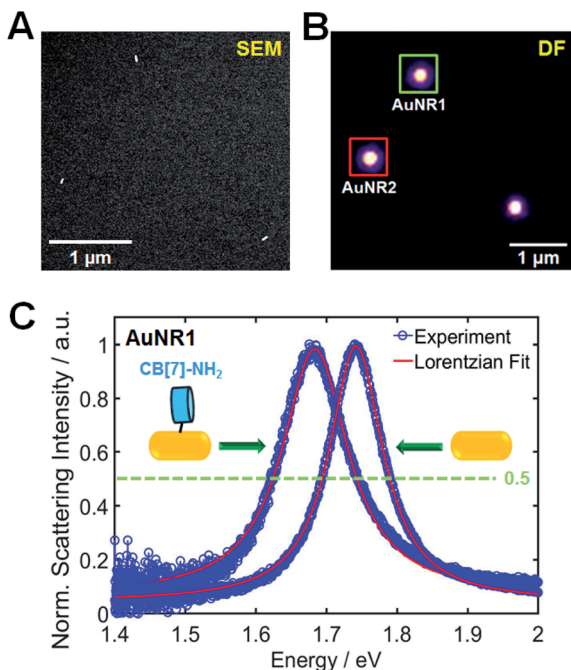 A
SEM
1 µm
B
DF
AuNR1
AuNR2
1 µm
C
AuNR1
CB[7]-NH₂
Experiment
Lorentzian Fit
0.5
Norm. Scattering Intensity / a.u.
1
0.8
0.6
0.4
0.2
0
1.4
1.5
1.6
1.7
1.8
1.9
2
Energy / eV